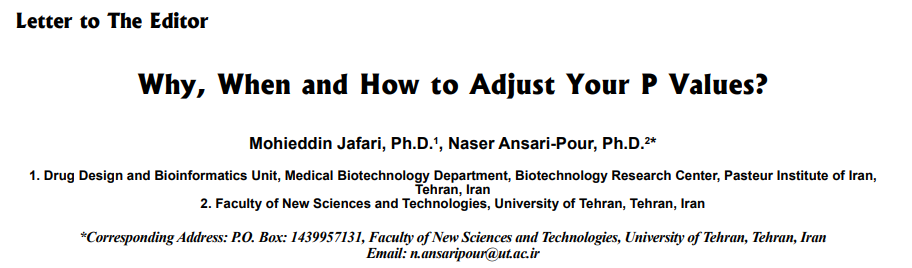 Letter to The Editor
Why, When and How to Adjust Your P Values?
Mohieddin Jafari, Ph.D.¹, Naser Ansari-Pour, Ph.D.²*
1. Drug Design and Bioinformatics Unit, Medical Biotechnology Department, Biotechnology Research Center, Pasteur Institute of Iran,
Tehran, Iran
2. Faculty of New Sciences and Technologies, University of Tehran, Tehran, Iran
*Corresponding Address: P.O. Box: 1439957131, Faculty of New Sciences and Technologies, University of Tehran, Tehran, Iran
Email: n.ansaripour@ut.ac.ir